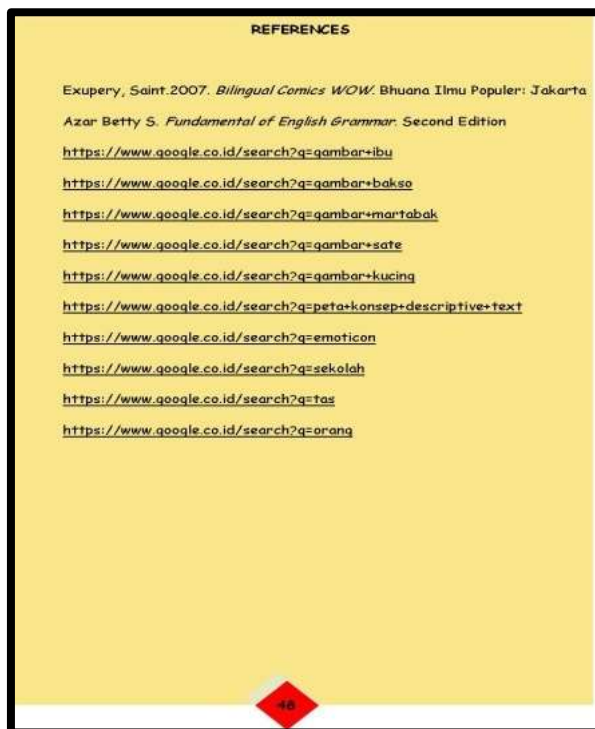 REFERENCES
Exupery, Saint.2007. Bilingual Comics WOW. Bhuana Ilmu Populer: Jakarta
Azar Betty S. Fundamental of English Grammar. Second Edition
https://www.google.co.id/search?q=gambar+ibu
https://www.google.co.id/search?q=gambar+bakso
https://www.google.co.id/search?q=gambar+martabak
https://www.google.co.id/search?q=gambar+sate
https://www.google.co.id/search?q=gambar+kucing
https://www.google.co.id/search?q=peta+konsep+descriptive+text
https://www.google.co.id/search?q=emoticon
https://www.google.co.id/search?q=sekolah
https://www.google.co.id/search?q=tas
https://www.google.co.id/search?q=orang
48